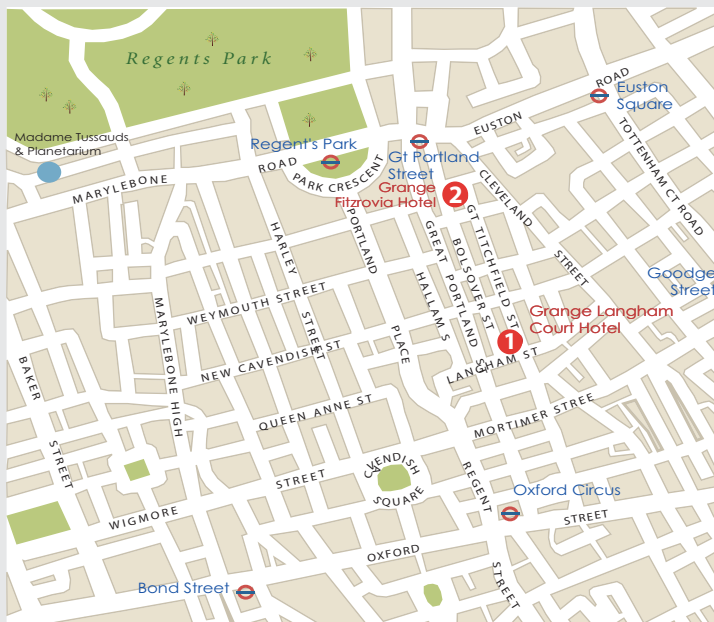 Regents Park
ROAD
Euston
Square
EUSTON
Madame Tussauds
& Planetarium
Regent's Park
Gt Portland
Street
ROAD
PARK CRESCENT
MARYLEBONE
TOTTENHAM CT ROAD
Grange
Fitzrovia Hotel
2
CLEVELAND
STREET
PORTLAND
PLACE
HARLEY
STREET
GREAT PORTLAND ST
BOLSOVER ST
GT TITCHFIELD ST
HALLAM S
Goodge
Street
WEYMOUTH STREET
MARYLEBONE HIGH
Grange Langham
Court Hotel
1
NEW CAVENDISH ST
LANGHAM ST
BAKER
STREET
QUEEN ANNE ST
MORTIMER STREE
CAVENDISH
SQUARE
REGENT
STREET
WIGMORE
STREET
Oxford Circus
OXFORD
STREET
Bond Street